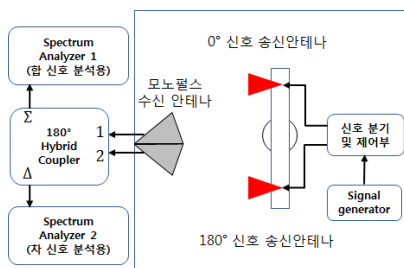 Spectrum
Analyzer 1
(합 신호 분석용)
0° 신호 송신안테나
모노펄스
수신 안테나
Σ
180°
Hybrid
Coupler
1
2
Δ
신호 분기
및 제어부
Spectrum
Analyzer 2
(차 신호 분석용)
Signal
generator
180° 신호 송신안테나